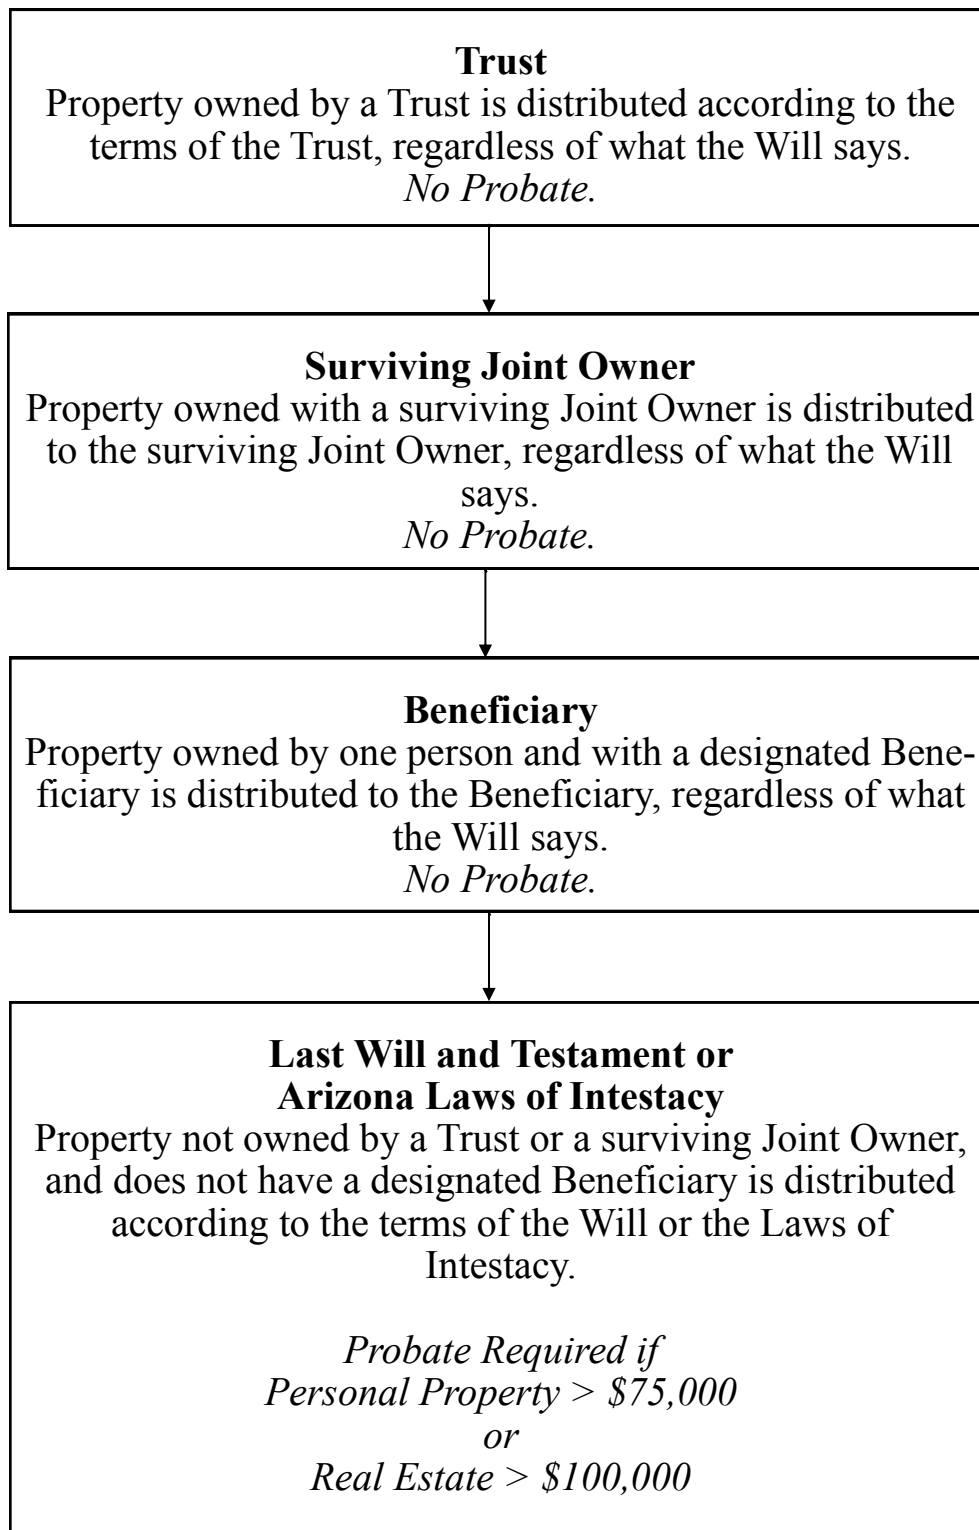 Trust
Property owned by a Trust is distributed according to the
terms of the Trust, regardless of what the Will says.
No Probate.
Surviving Joint Owner
Property owned with a surviving Joint Owner is distributed
to the surviving Joint Owner, regardless of what the Will
says.
No Probate.
Beneficiary
Property owned by one person and with a designated Bene-
ficiary is distributed to the Beneficiary, regardless of what
the Will says.
No Probate.
Last Will and Testament or
Arizona Laws of Intestacy
Property not owned by a Trust or a surviving Joint Owner,
and does not have a designated Beneficiary is distributed
according to the terms of the Will or the Laws of
Intestacy.
Probate Required if
Personal Property > $75,000
or
Real Estate > $100,000